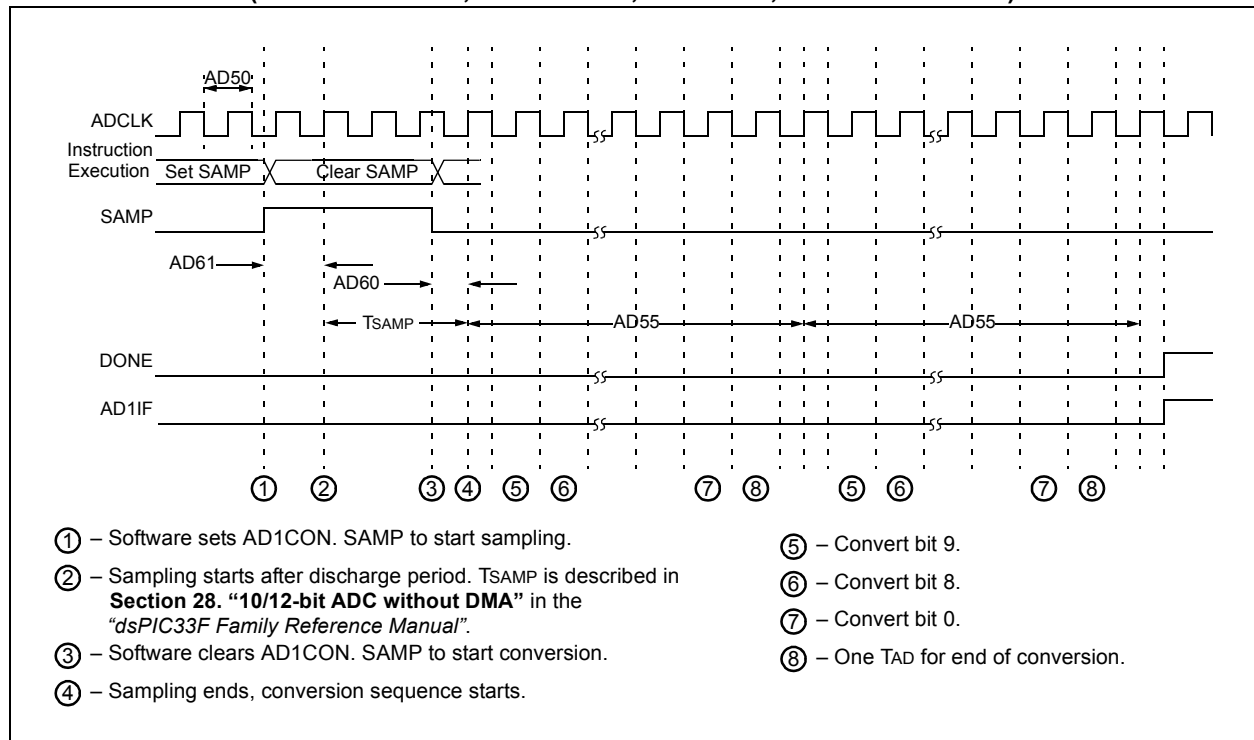 AD50
ADCLK
Instruction
Execution Set SAMP Clear SAMP
SAMP
AD61
AD60
TSAMP AD55 AD55
DONE
AD1IF
1 2 3 4 5 6 7 8 5 6 7 8
1 – Software sets AD1CON. SAMP to start sampling.
2 – Sampling starts after discharge period. TSAMP is described in
Section 28. “10/12-bit ADC without DMA” in the
“dsPIC33F Family Reference Manual”.
3 – Software clears AD1CON. SAMP to start conversion.
4 – Sampling ends, conversion sequence starts.
5 – Convert bit 9.
6 – Convert bit 8.
7 – Convert bit 0.
8 – One TAD for end of conversion.